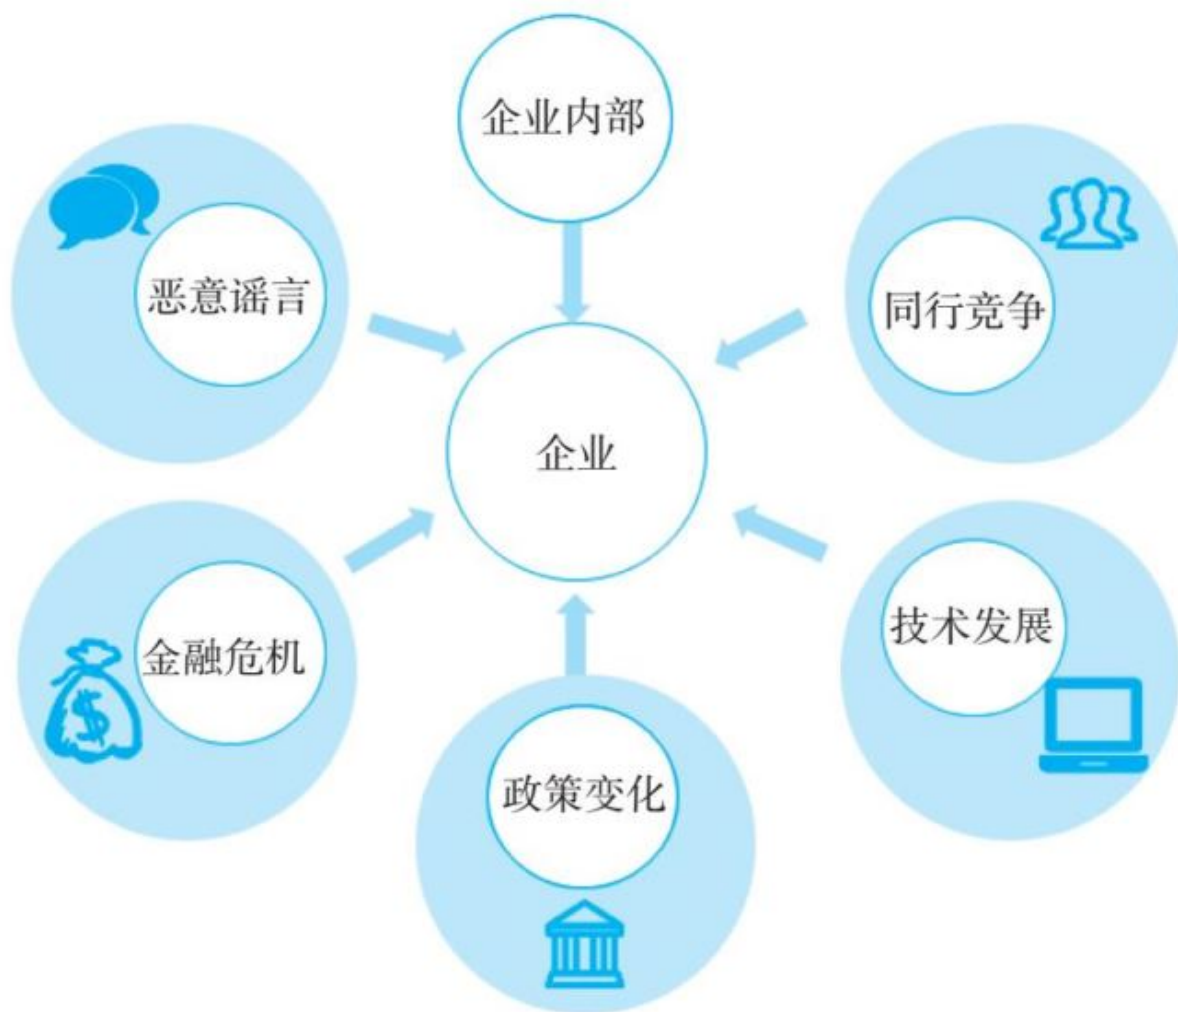 企业内部
恶意谣言
同行竞争
企业
金融危机
技术发展
政策变化